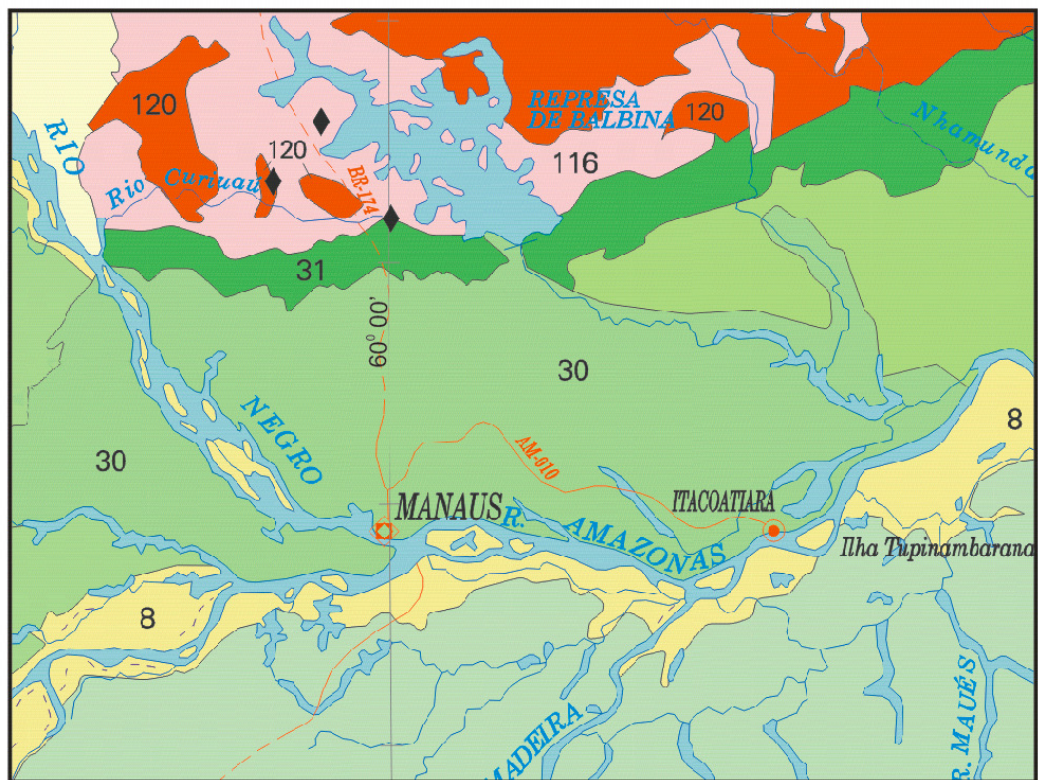 120
RIO
REPRESA
DE BALBINA
120
Nhamunda
120
116
Rio Curiuaú
BR-174
31
60° 00'
30
NEGRO
8
30
AM-010
MANAUS
ITACOATIARA
R. AMAZONAS
Ilha Tupinambarana
8
MADEIRA
R. MAUÉS